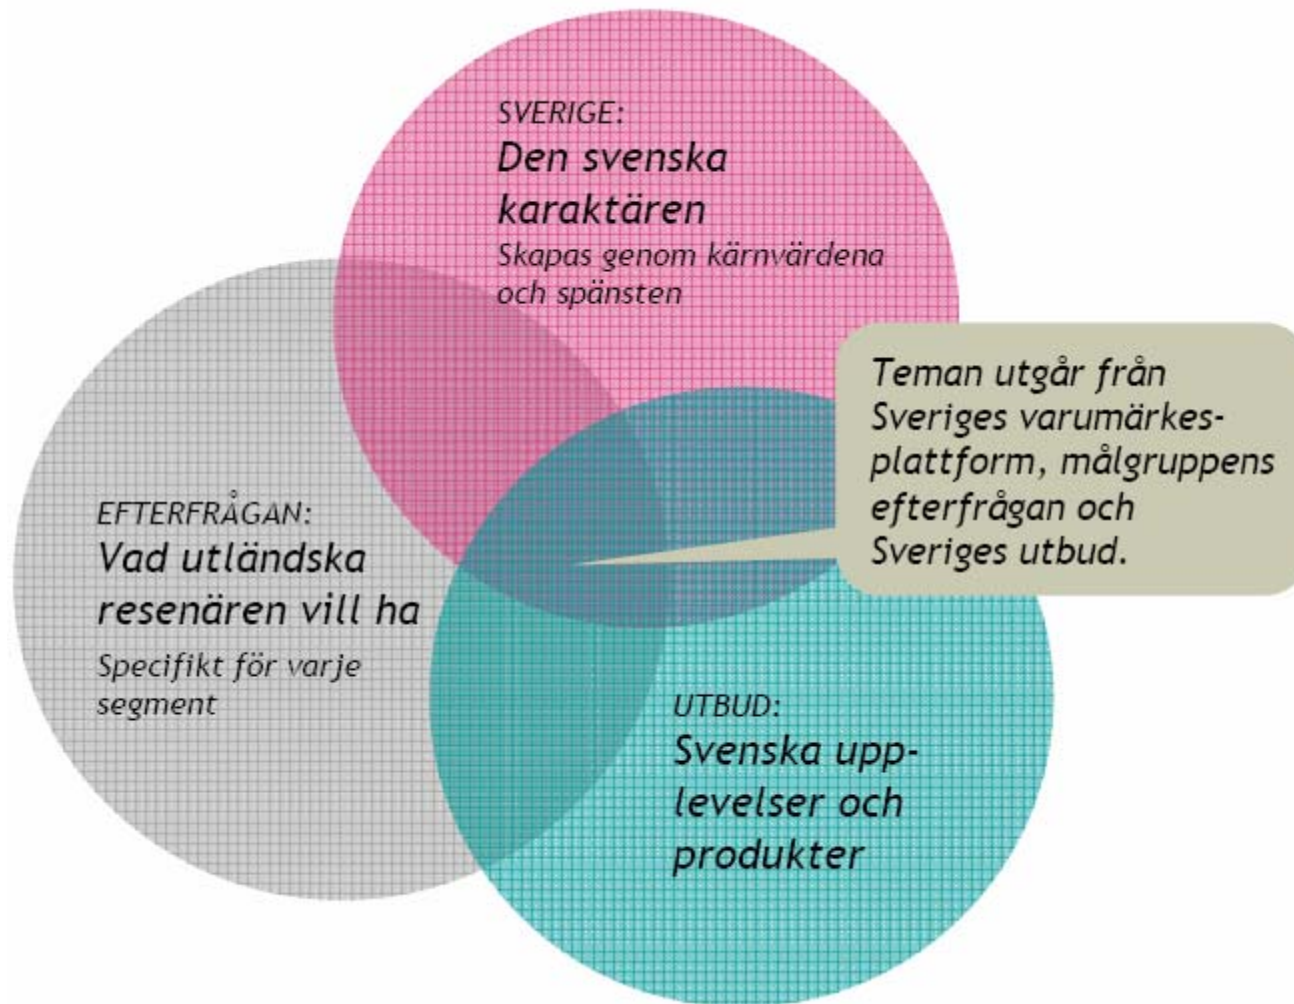 SVERIGE:
Den svenska
karaktären
Skapas genom kärnvärdena
och spänsten
Teman utgår från
Sveriges varumärkes-
plattform, målgruppens
efterfrågan och
Sveriges utbud.
EFTERFRÅGAN:
Vad utländska
resenären vill ha
Specifikt för varje
segment
UTBUD:
Svenska upp-
levelser och
produkter